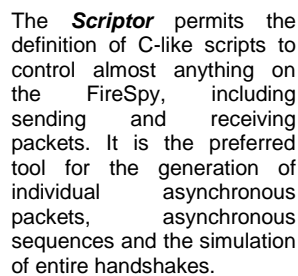 The Scriptor permits the
definition of C-like scripts to
control almost anything on
the FireSpy, including
sending and receiving
packets. It is the preferred
tool for the generation of
individual asynchronous
packets, asynchronous
sequences and the simulation
of entire handshakes.